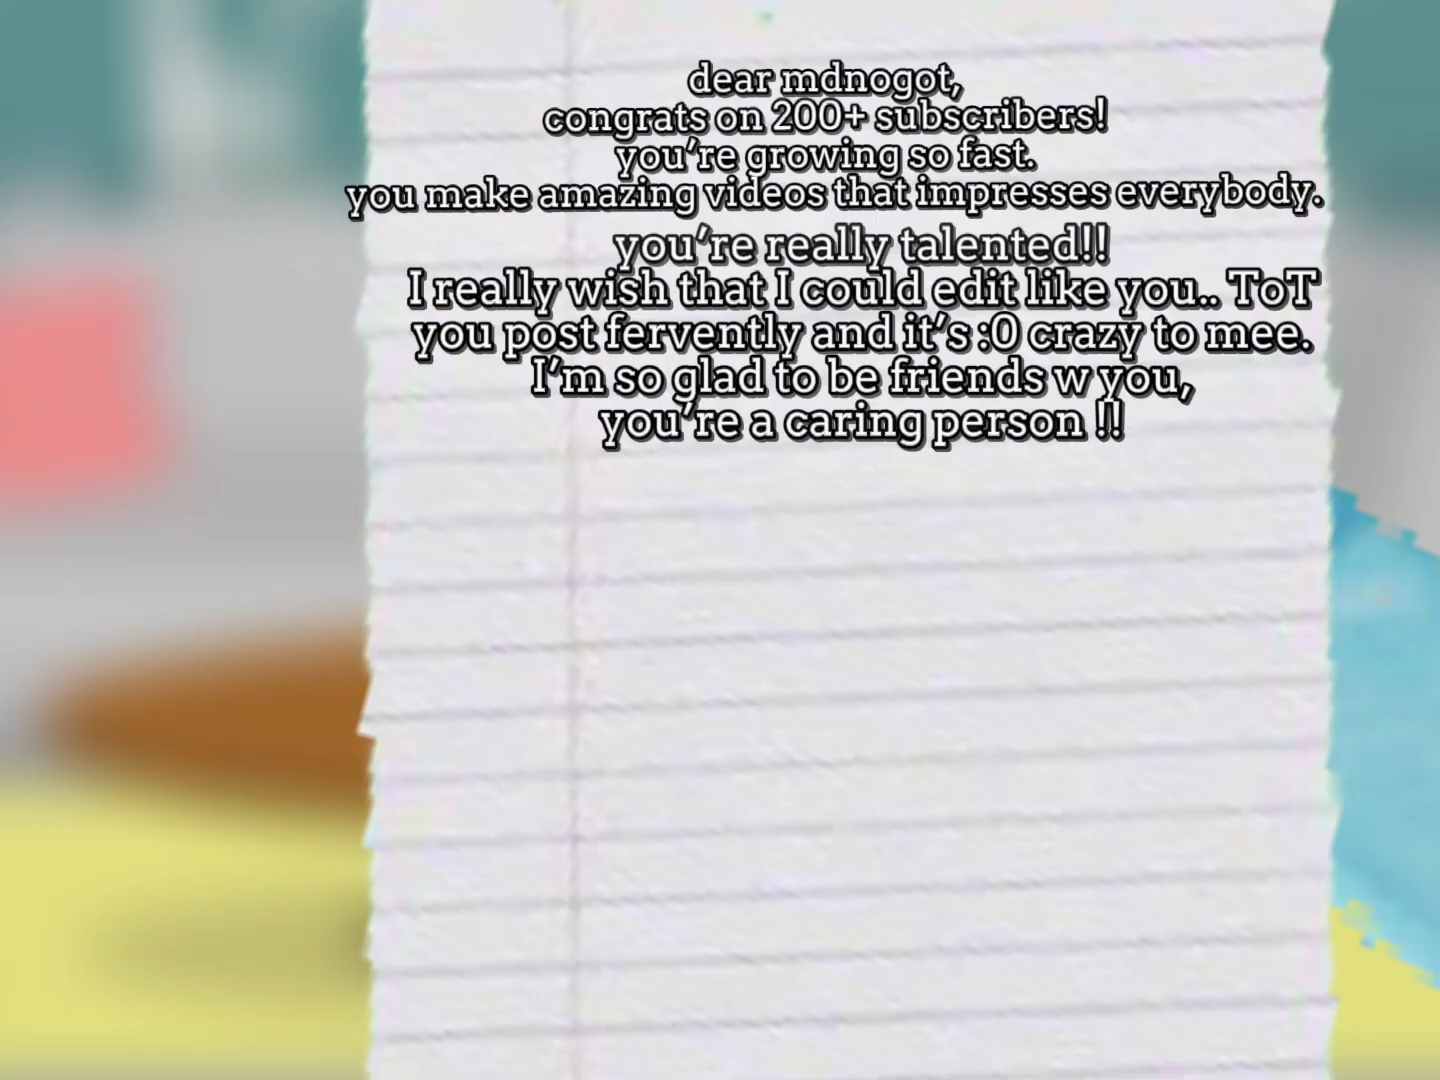 dear mdnogot,
congrats on 200+ subscribers!
you're growing so fast.
you make amazing videos that impresses everybody.
you're really talented!!
I really wish that I could edit like you.. ToT
you post fervently and it's :0 crazy to mee.
I'm so glad to be friends w you,
you're a caring person !!